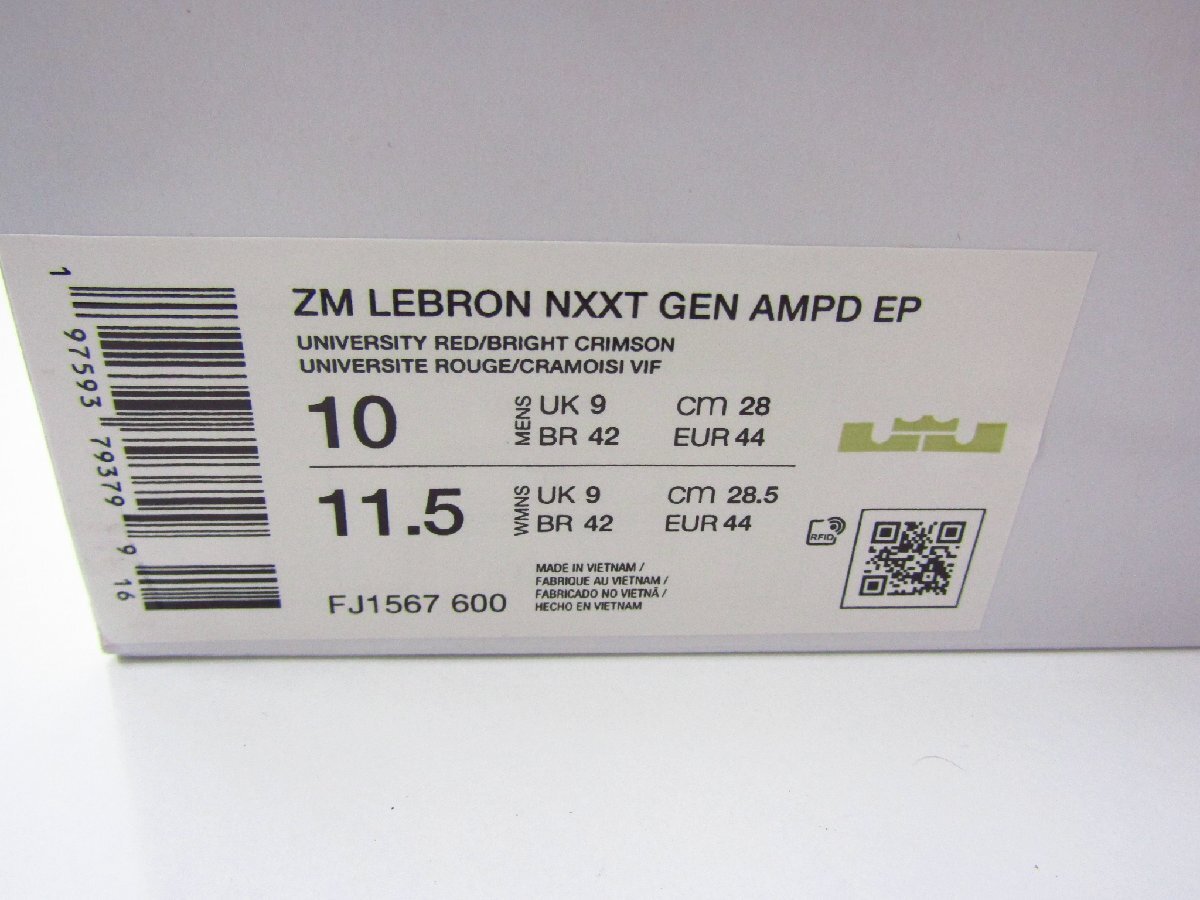 ZM LEBRON NXXT GEN AMPD EP
UNIVERSITY RED/BRIGHT CRIMSON
UNIVERSITE ROUGE/CRAMOISI VIF
10 MENS UK 9 cm 28
BR 42 EUR 44
11.5 WMNS UK 9 cm 28.5
BR 42 EUR 44
FJ1567 600
MADE IN VIETNAM /
FABRIQUE AU VIETNAM /
FABRICADO NO VIETNÃ /
HECHO EN VIETNAM
RFID
1 97593 79379 9 16